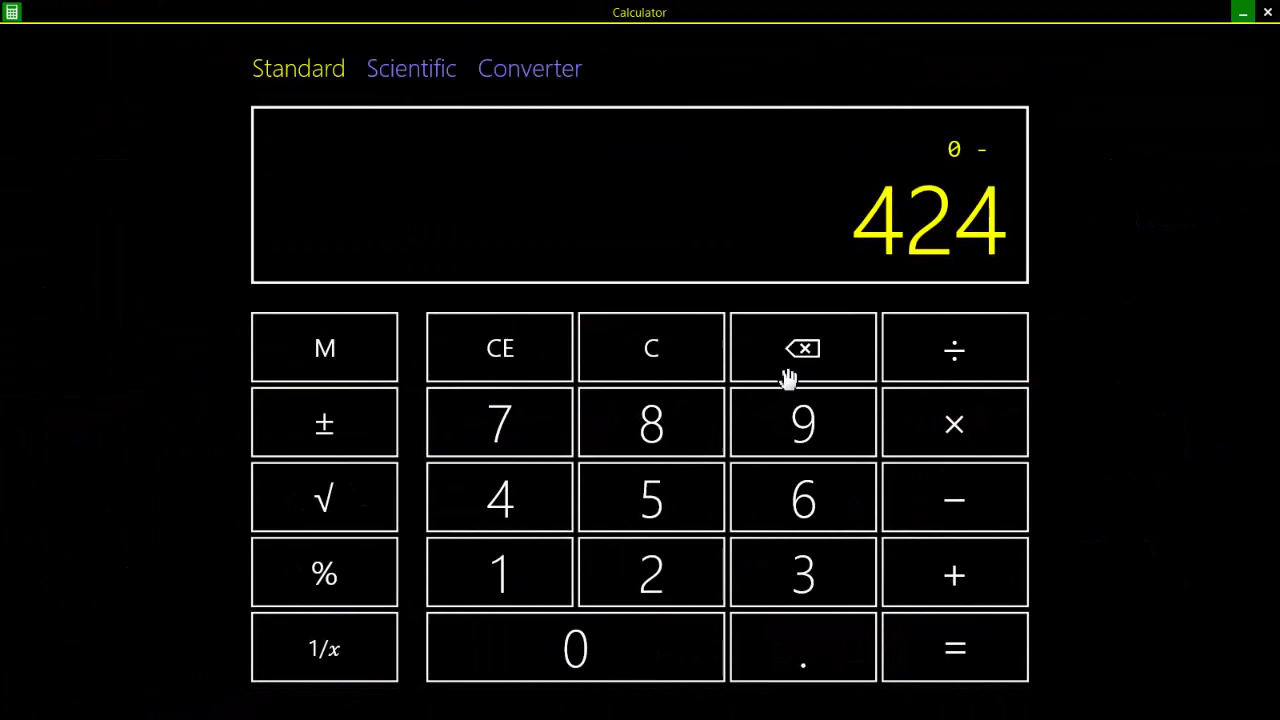 Calculator
Standard Scientific Converter
0 -
424
M CE C ÷
± 7 8 9 ×
√ 4 5 6 −
% 1 2 3 +
1/x 0 . =